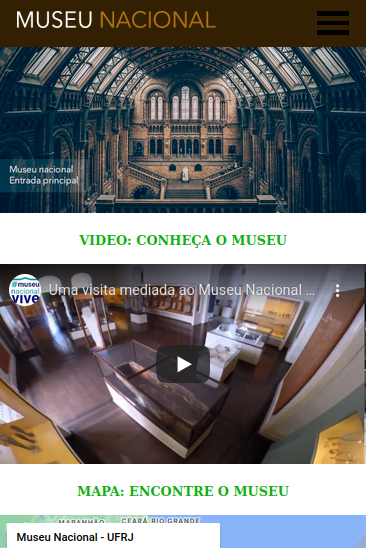 MUSEU NACIONAL
Museu nacional
Entrada principal
VIDEO: CONHEÇA O MUSEU
#museu
nacional
vive
Uma visita mediada ao Museu Nacional ...
MAPA: ENCONTRE O MUSEU
MARANHÃO CEARÁ RIO GRANDE
Museu Nacional - UFRJ